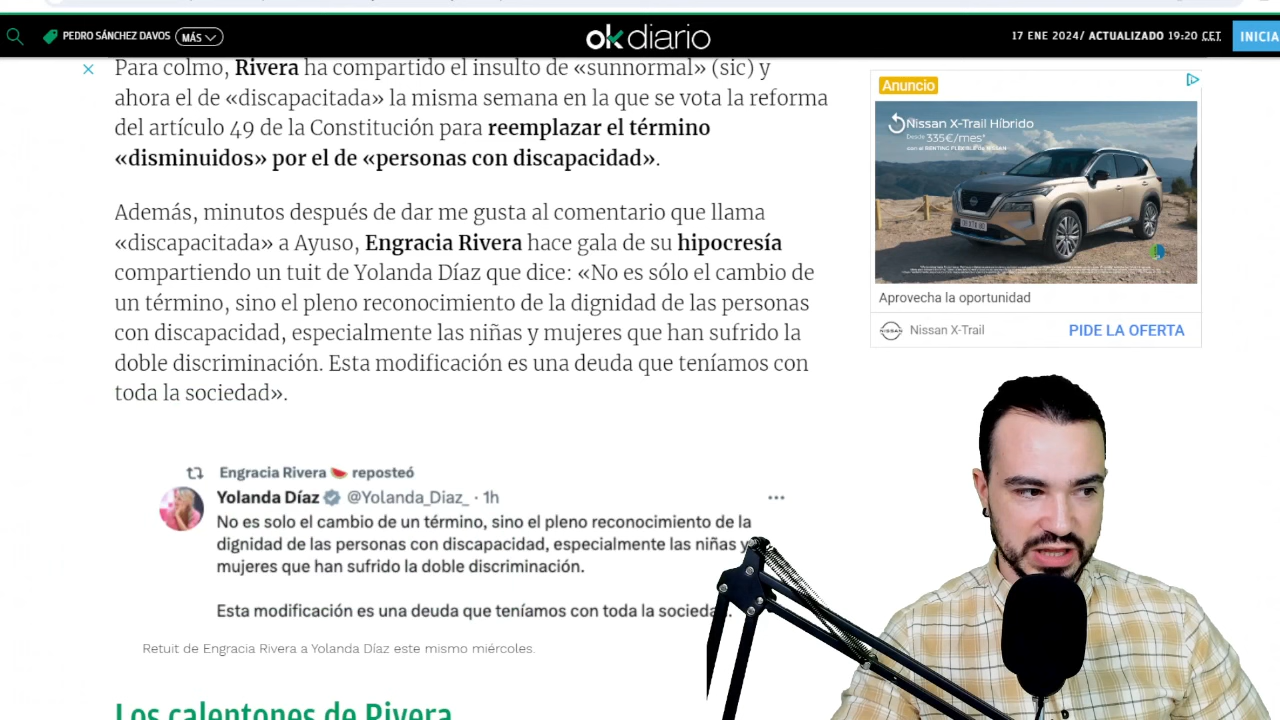 PEDRO SÁNCHEZ DAVOS
MÁS
okdiario
17 ENE 2024/ ACTUALIZADO 19:20 CET
INICIA
Para colmo, Rivera ha compartido el insulto de «sunnormal» (sic) y
ahora el de «discapacitada» la misma semana en la que se vota la reforma
del artículo 49 de la Constitución para reemplazar el término
«disminuidos» por el de «personas con discapacidad».
Además, minutos después de dar me gusta al comentario que llama
«discapacitada» a Ayuso, Engracia Rivera hace gala de su hipocresía
compartiendo un tuit de Yolanda Díaz que dice: «No es sólo el cambio de
un término, sino el pleno reconocimiento de la dignidad de las personas
con discapacidad, especialmente las niñas y mujeres que han sufrido la
doble discriminación. Esta modificación es una deuda que teníamos con
toda la sociedad».
Anuncio
Nissan X-Trail Híbrido
Desde 335€/mes*
Aprovecha la oportunidad
Nissan X-Trail
PIDE LA OFERTA
Engracia Rivera 🍉 reposteó
Yolanda Díaz @Yolanda_Diaz_ · 1h
No es solo el cambio de un término, sino el pleno reconocimiento de la
dignidad de las personas con discapacidad, especialmente las niñas y
mujeres que han sufrido la doble discriminación.
Esta modificación es una deuda que teníamos con toda la socieda
Retuit de Engracia Rivera a Yolanda Díaz este mismo miércoles.
Los calentones de Rivera